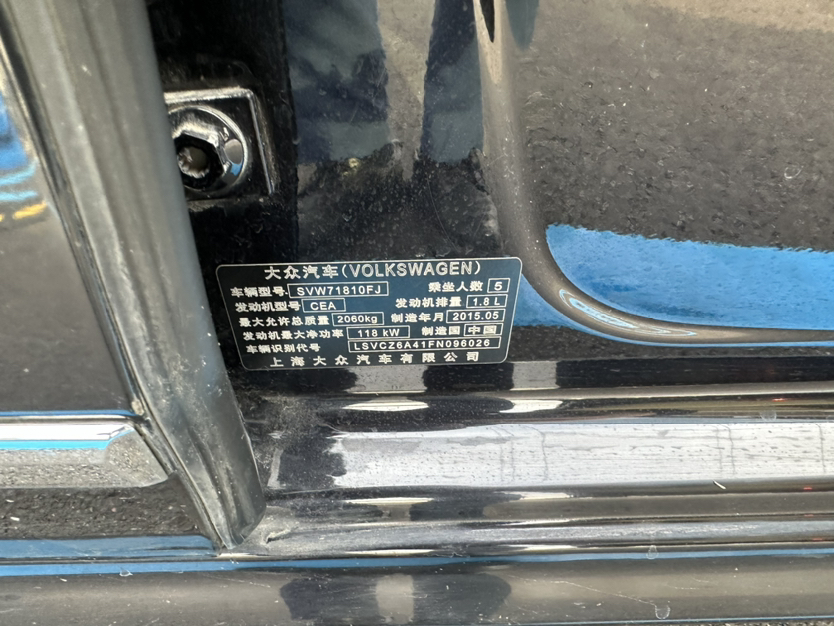 大众汽车(VOLKSWAGEN)
车辆型号 SVW71810FJ 乘坐人数 5
发动机型号 CEA 发动机排量 1.8 L
最大允许总质量 2060kg 制造年月 2015.05
发动机最大净功率 118 kW 制造国 中国
车辆识别代号 LSVCZ6A41FN096026
上海大众汽车有限公司